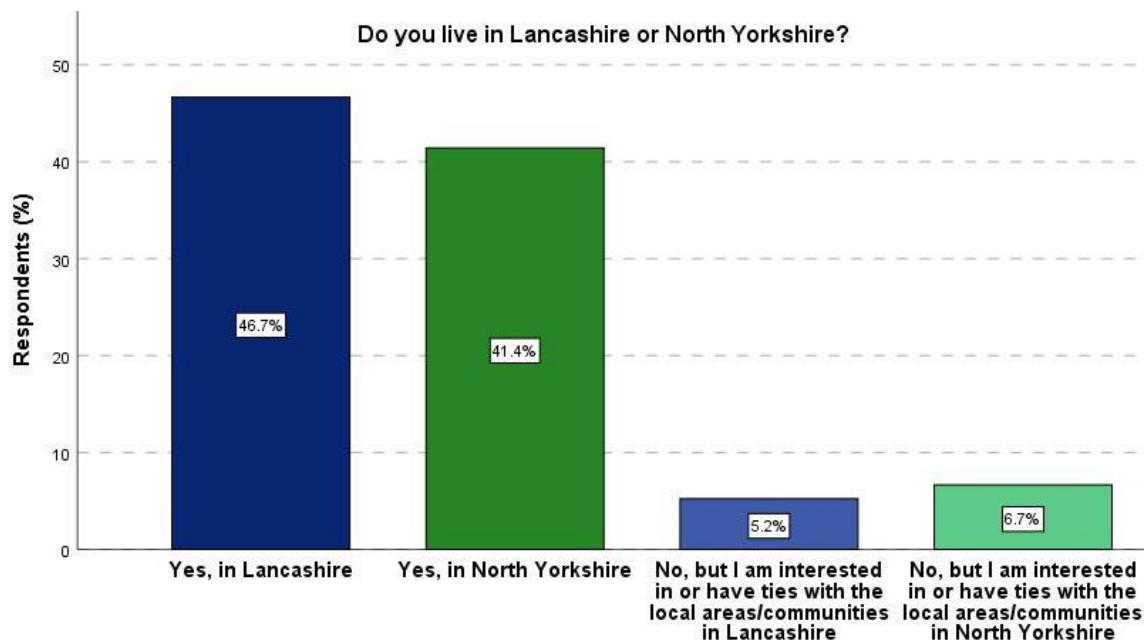 Do you live in Lancashire or North Yorkshire?
Respondents (%)
50
40
30
20
10
0
46.7%
41.4%
5.2%
6.7%
Yes, in Lancashire
Yes, in North Yorkshire
No, but I am interested
in or have ties with the
local areas/communities
in Lancashire
No, but I am interested
in or have ties with the
local areas/communities
in North Yorkshire